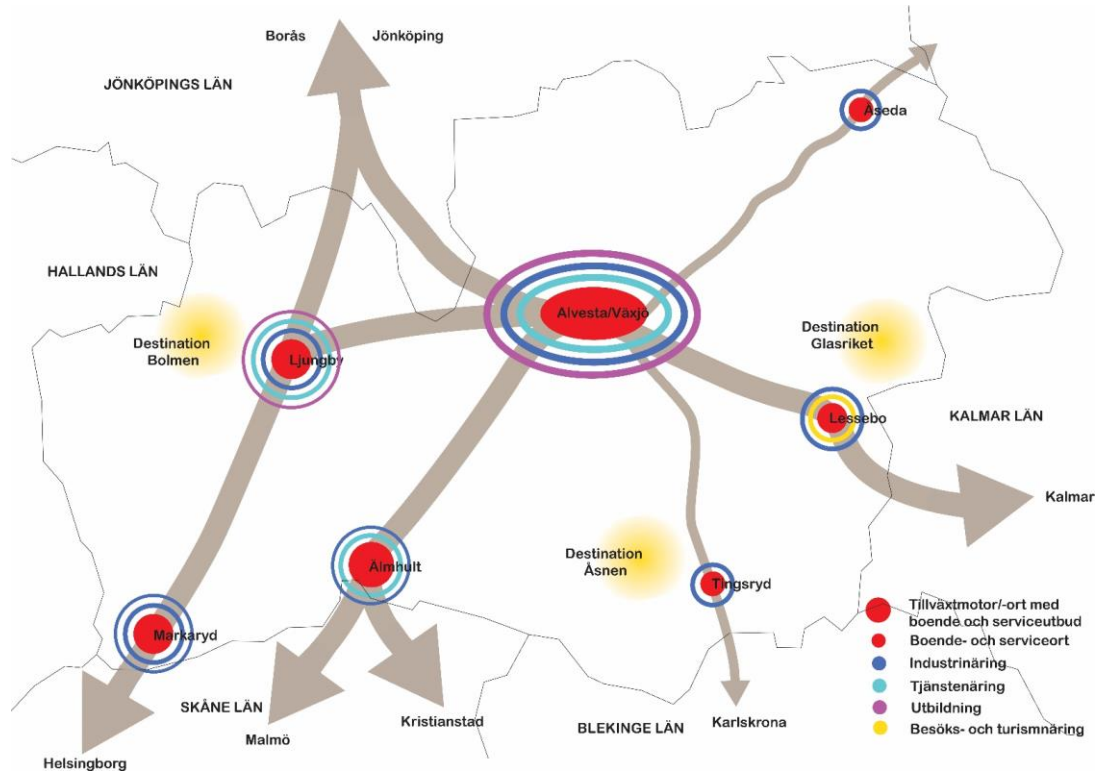 Borås
Jönköping
JÖNKÖPINGS LÄN
Åseda
HALLANDS LÄN
Alvesta/Växjö
Destination
Bolmen
Ljungby
Destination
Glasriket
Lessebo
KALMAR LÄN
Kalmar
Destination
Åsnen
Älmhult
Tingsryd
Markaryd
SKÅNE LÄN
Malmö
Kristianstad
BLEKINGE LÄN
Karlskrona
Helsingborg
Tillväxtmotor/-ort med
boende och serviceutbud
Boende- och serviceort
Industrinäring
Tjänstenäring
Utbildning
Besöks- och turismnäring